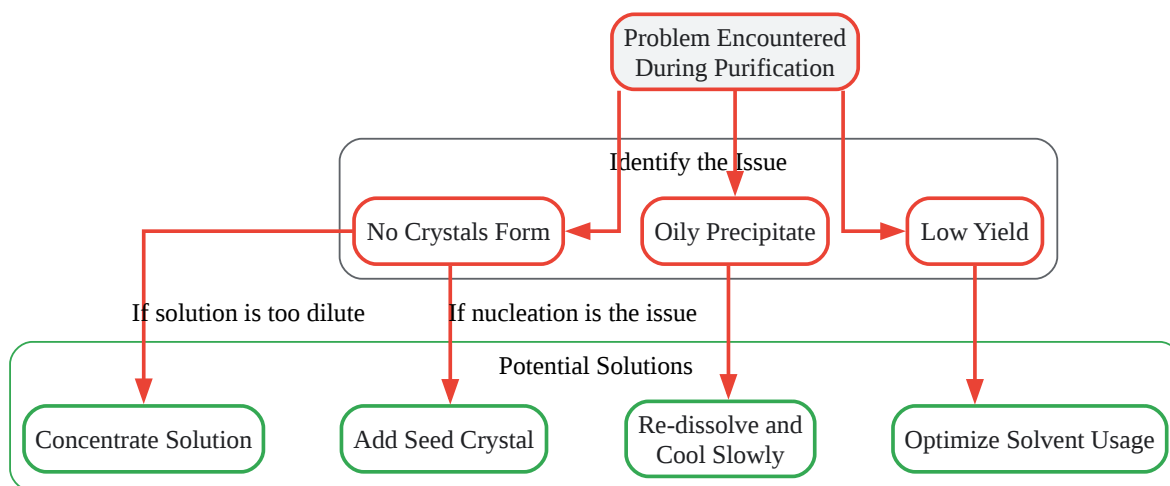 Problem Encountered
During Purification
Identify the Issue
No Crystals Form
Oily Precipitate
Low Yield
If solution is too dilute
If nucleation is the issue
Potential Solutions
Concentrate Solution
Add Seed Crystal
Re-dissolve and
Cool Slowly
Optimize Solvent Usage